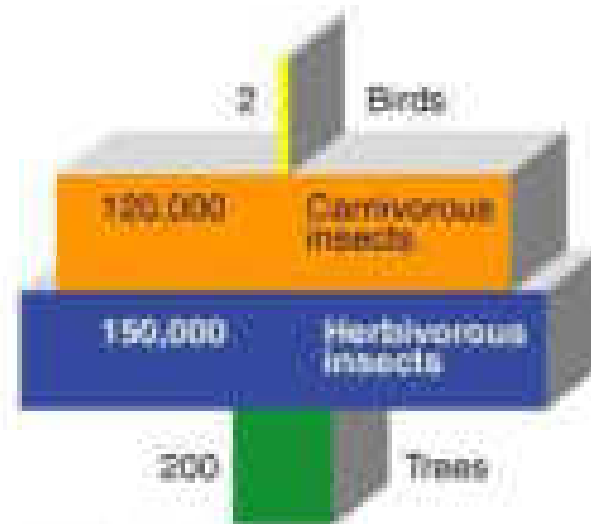 2 Birds
120,000 Carnivorous
insects
150,000 Herbivorous
insects
200 Trees